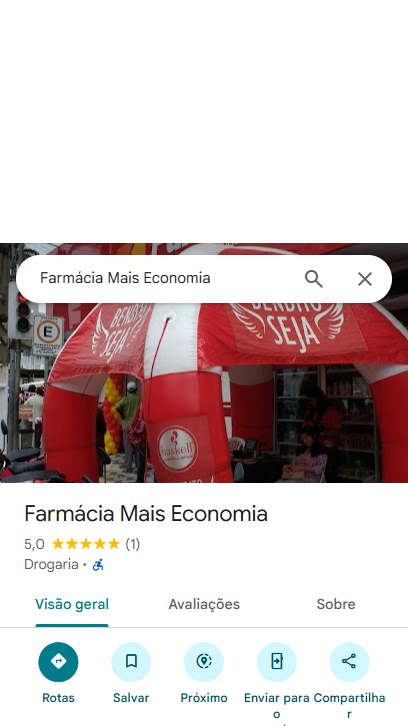 Farmácia Mais Economia
E
BENDITO
SEJA
BENDITO
SEJA
haskell
Farmácia Mais Economia
5,0 (1)
Drogaria •
Visão geral Avaliações Sobre
Rotas Salvar Próximo Enviar para o Compartilhar